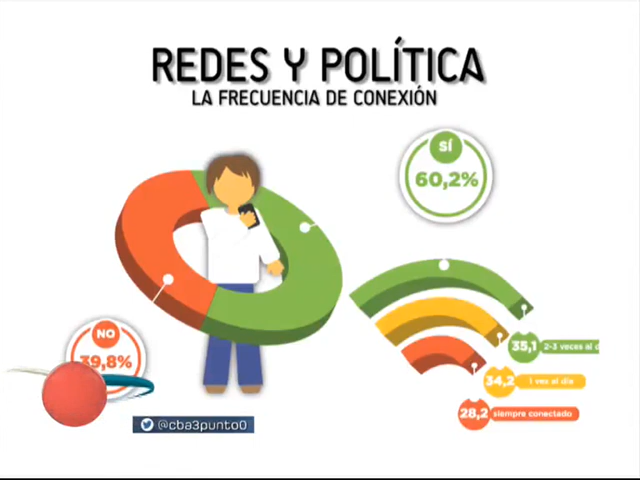 REDES Y POLÍTICA
LA FRECUENCIA DE CONEXIÓN
SÍ
60,2%
NO
39,8%
35,1 2-3 veces al d
34,2 1 vez al día
28,2 siempre conectado
@cba3punto0